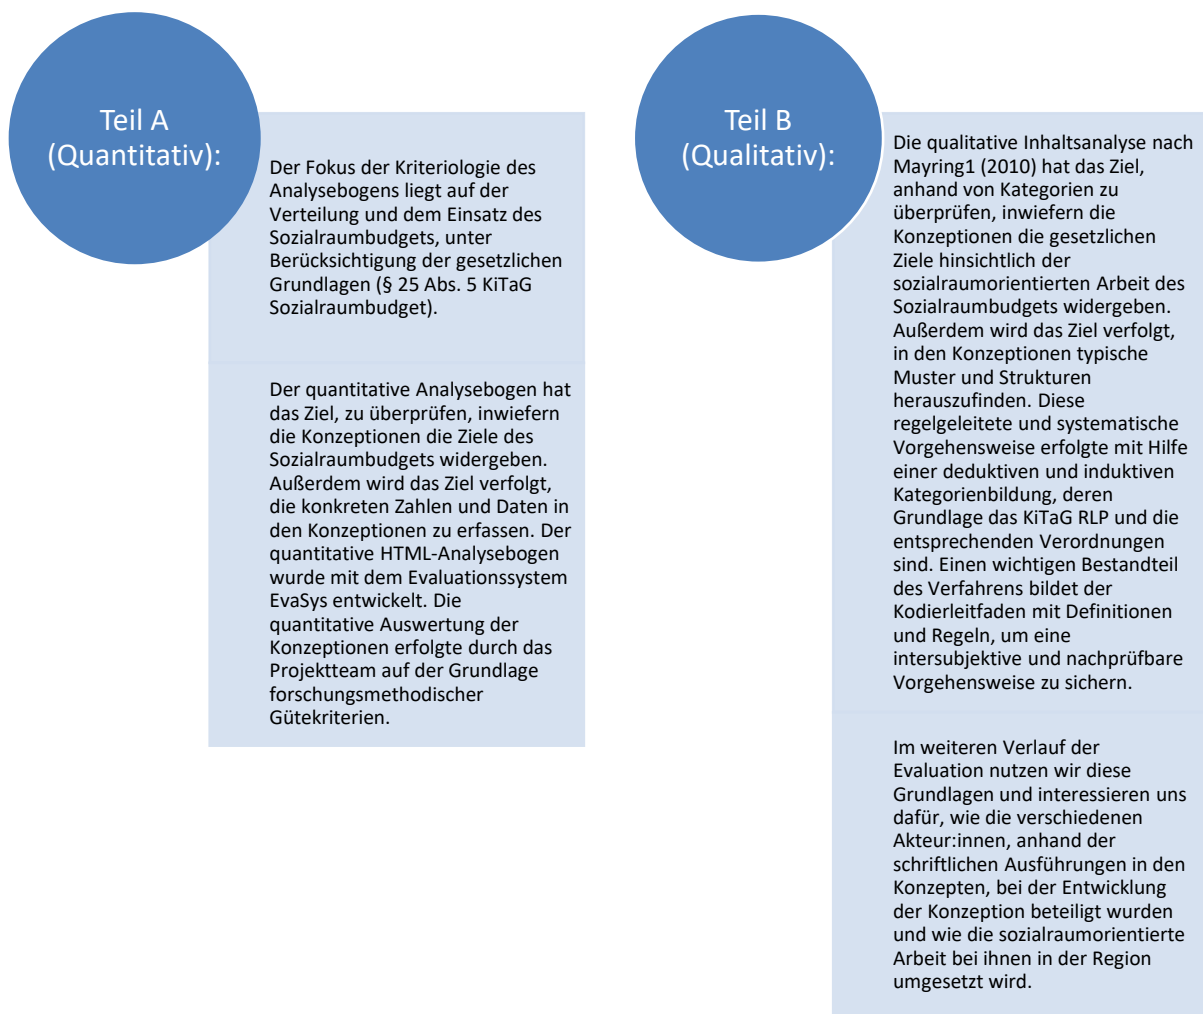 Teil A
(Quantitativ):
Der Fokus der Kriteriologie des
Analysebogens liegt auf der
Verteilung und dem Einsatz des
Sozialraumbudgets, unter
Berücksichtigung der gesetzlichen
Grundlagen (§ 25 Abs. 5 KiTaG
Sozialraumbudget).
Der quantitative Analysebogen hat
das Ziel, zu überprüfen, inwiefern
die Konzeptionen die Ziele des
Sozialraumbudgets widergeben.
Außerdem wird das Ziel verfolgt,
die konkreten Zahlen und Daten in
den Konzeptionen zu erfassen. Der
quantitative HTML-Analysebogen
wurde mit dem Evaluationssystem
EvaSys entwickelt. Die
quantitative Auswertung der
Konzeptionen erfolgte durch das
Projektteam auf der Grundlage
forschungsmethodischer
Gütekriterien.
Teil B
(Qualitativ):
Die qualitative Inhaltsanalyse nach
Mayring1 (2010) hat das Ziel,
anhand von Kategorien zu
überprüfen, inwiefern die
Konzeptionen die gesetzlichen
Ziele hinsichtlich der
sozialraumorientierten Arbeit des
Sozialraumbudgets widergeben.
Außerdem wird das Ziel verfolgt,
in den Konzeptionen typische
Muster und Strukturen
herauszufinden. Diese
regelgeleitete und systematische
Vorgehensweise erfolgte mit Hilfe
einer deduktiven und induktiven
Kategorienbildung, deren
Grundlage das KiTaG RLP und die
entsprechenden Verordnungen
sind. Einen wichtigen Bestandteil
des Verfahrens bildet der
Kodierleitfaden mit Definitionen
und Regeln, um eine
intersubjektive und nachprüfbare
Vorgehensweise zu sichern.
Im weiteren Verlauf der
Evaluation nutzen wir diese
Grundlagen und interessieren uns
dafür, wie die verschiedenen
Akteur:innen, anhand der
schriftlichen Ausführungen in den
Konzepten, bei der Entwicklung
der Konzeption beteiligt wurden
und wie die sozialraumorientierte
Arbeit bei ihnen in der Region
umgesetzt wird.